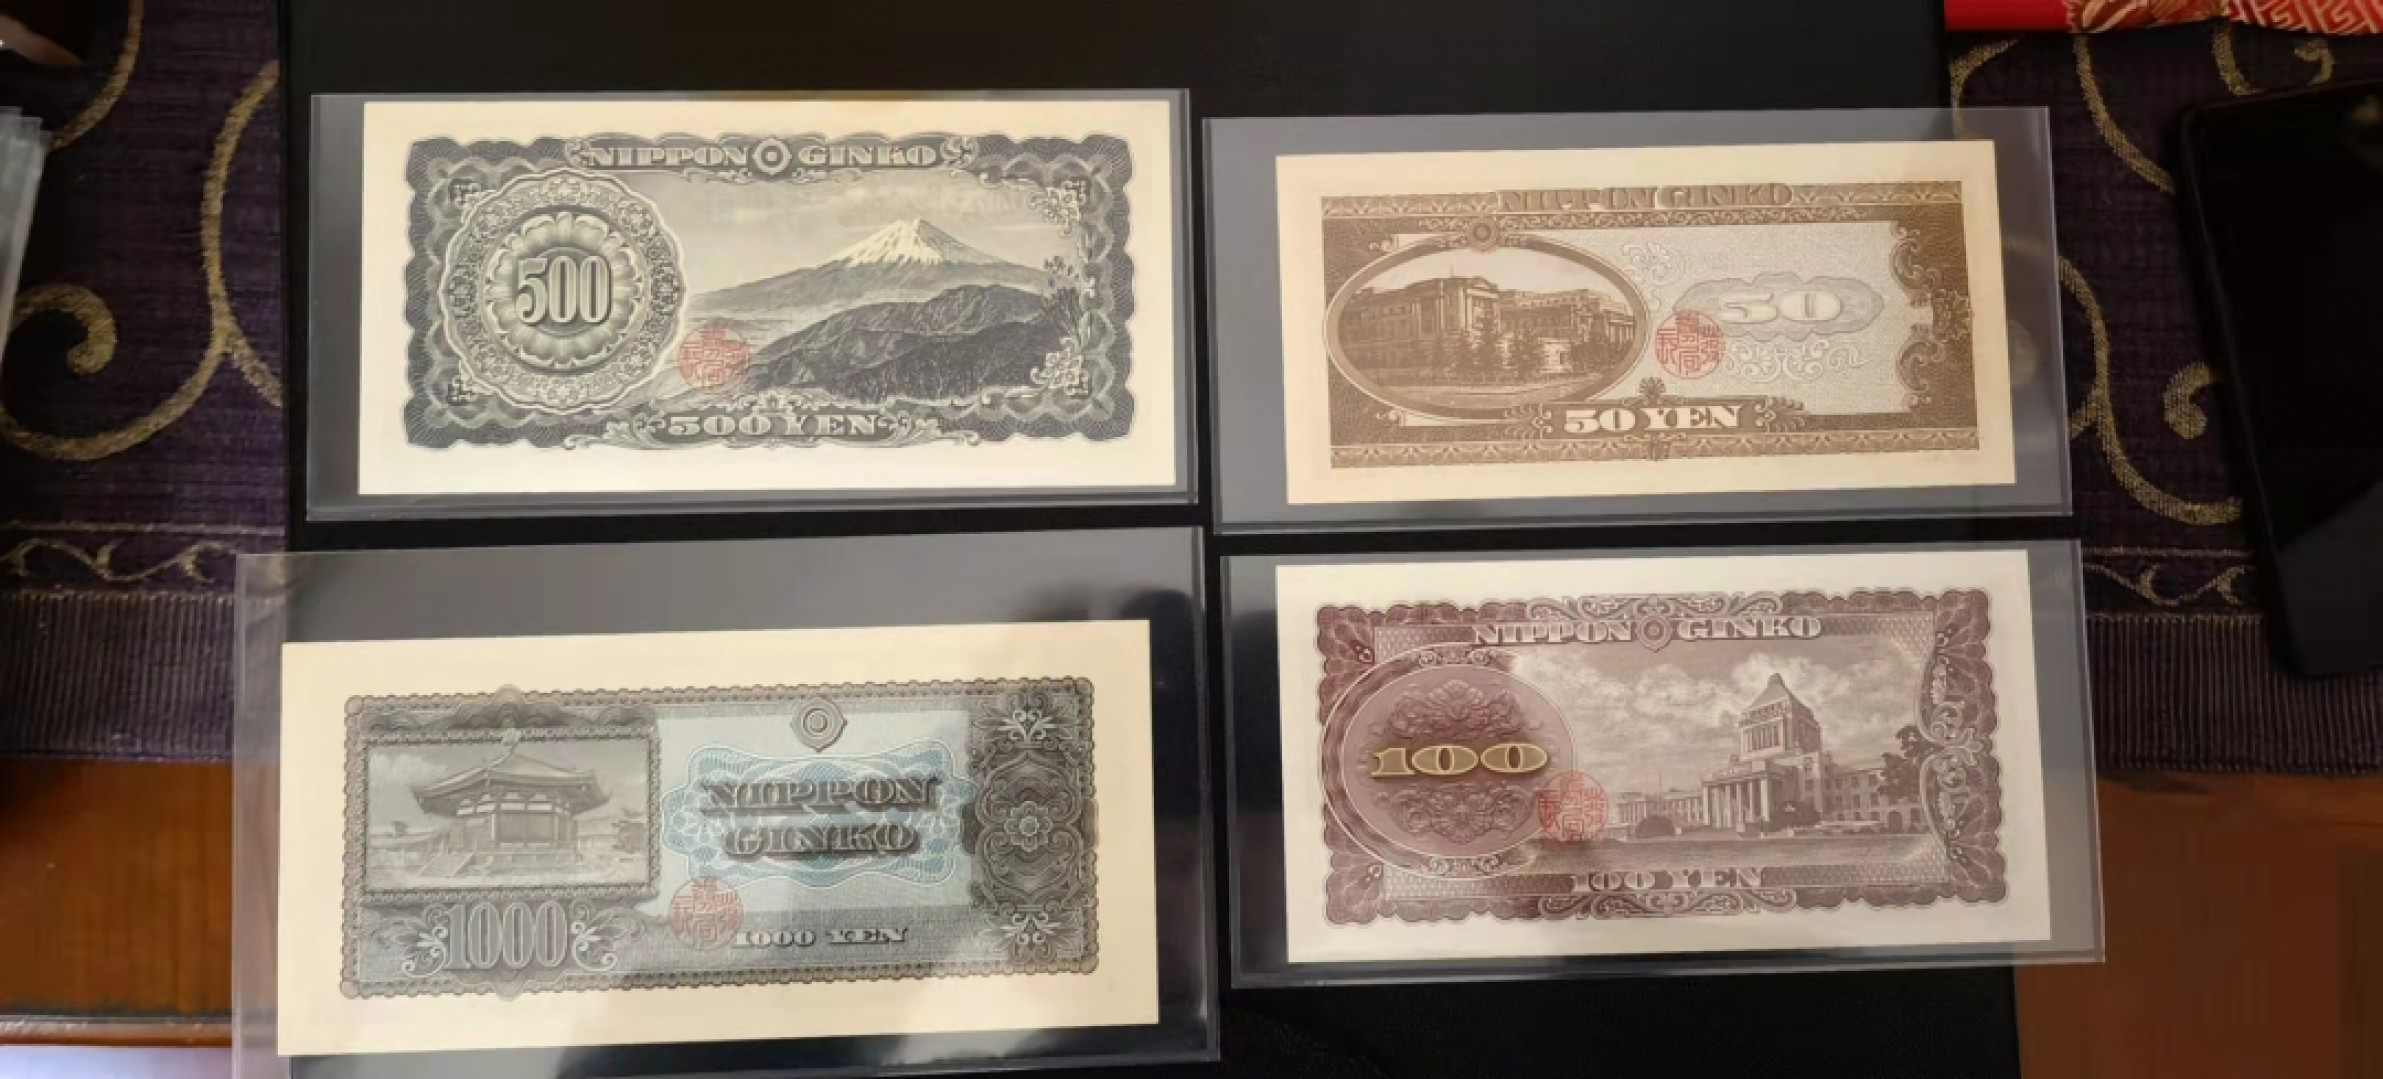 NIPPON GINKO
500
500 YEN
NIPPON GINKO
50
50 YEN
NIPPON
GINKO
1000
1000 YEN
NIPPON GINKO
100
100 YEN